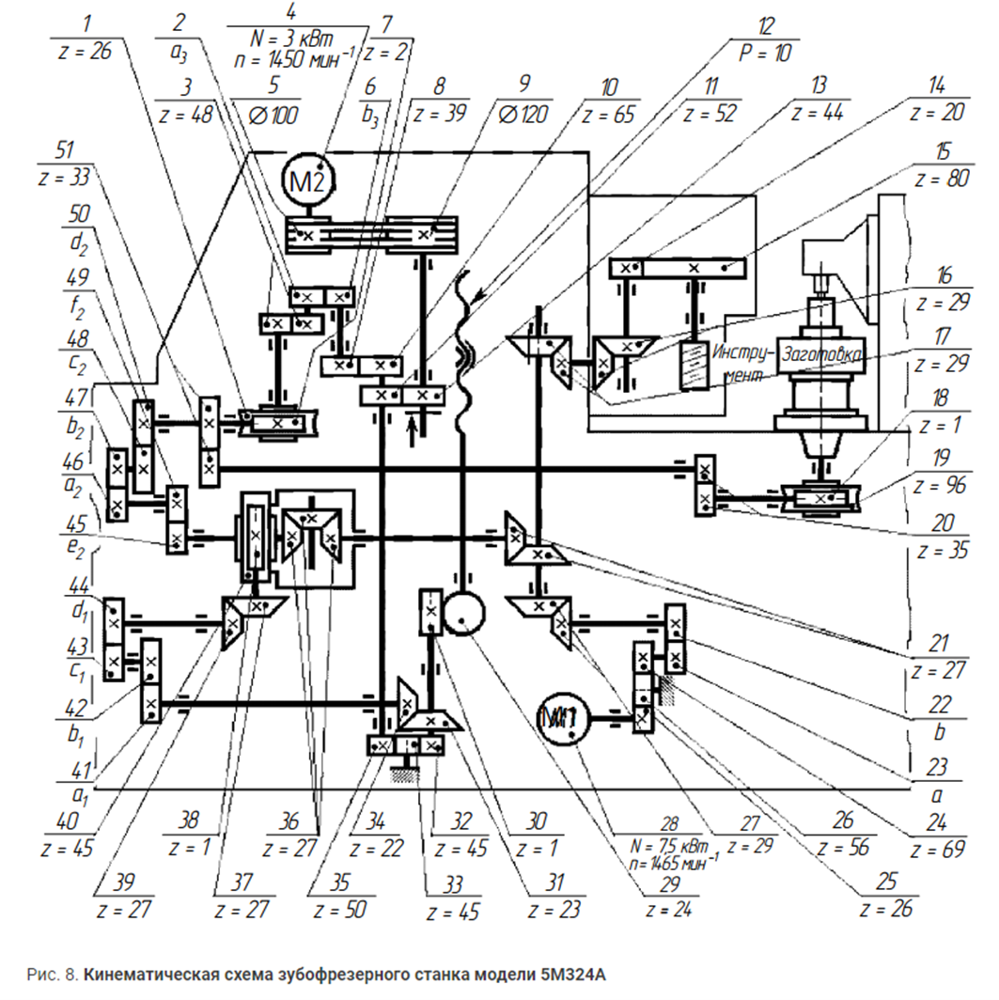 1
z = 26
2
a₃
4
N = 3 кВт
n = 1450 мин⁻¹
7
z = 2
12
P = 10
3
z = 48
5
Ø100
6
b₃
8
z = 39
9
Ø120
10
z = 65
11
z = 52
13
z = 44
14
z = 20
51
z = 33
М2
15
z = 80
50
d₂
49
f₂
16
z = 29
48
c₂
Инстру-
мент
Заготовка
17
z = 29
47
b₂
18
z = 1
46
a₂
19
z = 96
45
e₂
20
z = 35
44
d₁
43
c₁
21
z = 27
42
b₁
22
b
41
a₁
23
a
40
z = 45
38
z = 1
36
z = 27
34
z = 22
32
z = 45
30
z = 1
28
N = 7,5 кВт
n = 1465 мин⁻¹
27
z = 29
26
z = 56
24
z = 69
39
z = 27
37
z = 27
35
z = 50
33
z = 45
31
z = 23
29
z = 24
25
z = 26
Рис. 8. Кинематическая схема зубофрезерного станка модели 5М324А